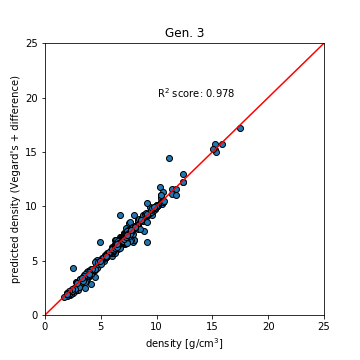 Gen. 3
25
20
15
10
5
0
R² score: 0.978
predicted density (Vegard's + difference)
0 5 10 15 20 25
density [g/cm³]